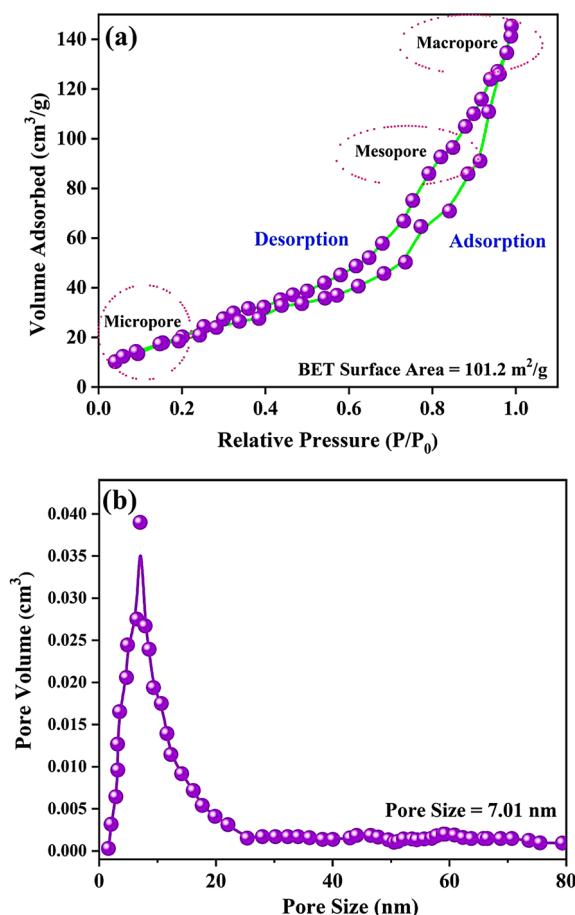 (a)
Macropore
Mesopore
Desorption
Adsorption
Micropore
BET Surface Area = 101.2 m²/g
Volume Adsorbed (cm³/g)
0
20
40
60
80
100
120
140
0.0 0.2 0.4 0.6 0.8 1.0
Relative Pressure (P/P₀)
(b)
Pore Size = 7.01 nm
Pore Volume (cm³)
0.040
0.035
0.030
0.025
0.020
0.015
0.010
0.005
0.000
0 20 40 60 80
Pore Size (nm)